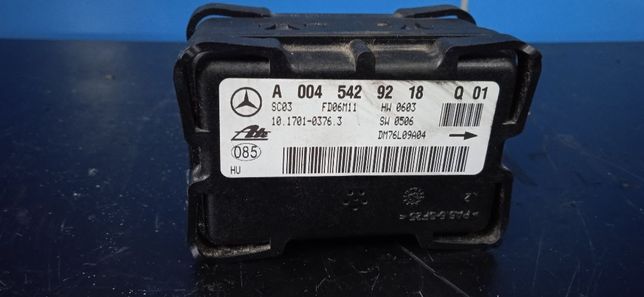 A 004 542 92 18 Q 01
SC03 FD06M11 HW 0603
10.1701-0376.3 SW 0506
Ate DM76L09A04
085
HU